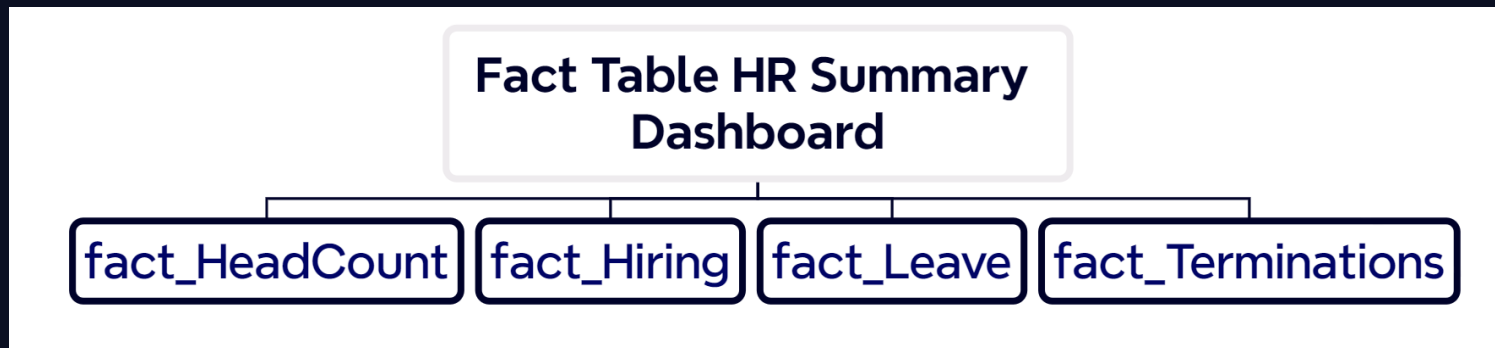 Fact Table HR Summary
Dashboard
fact_HeadCount
fact_Hiring
fact_Leave
fact_Terminations